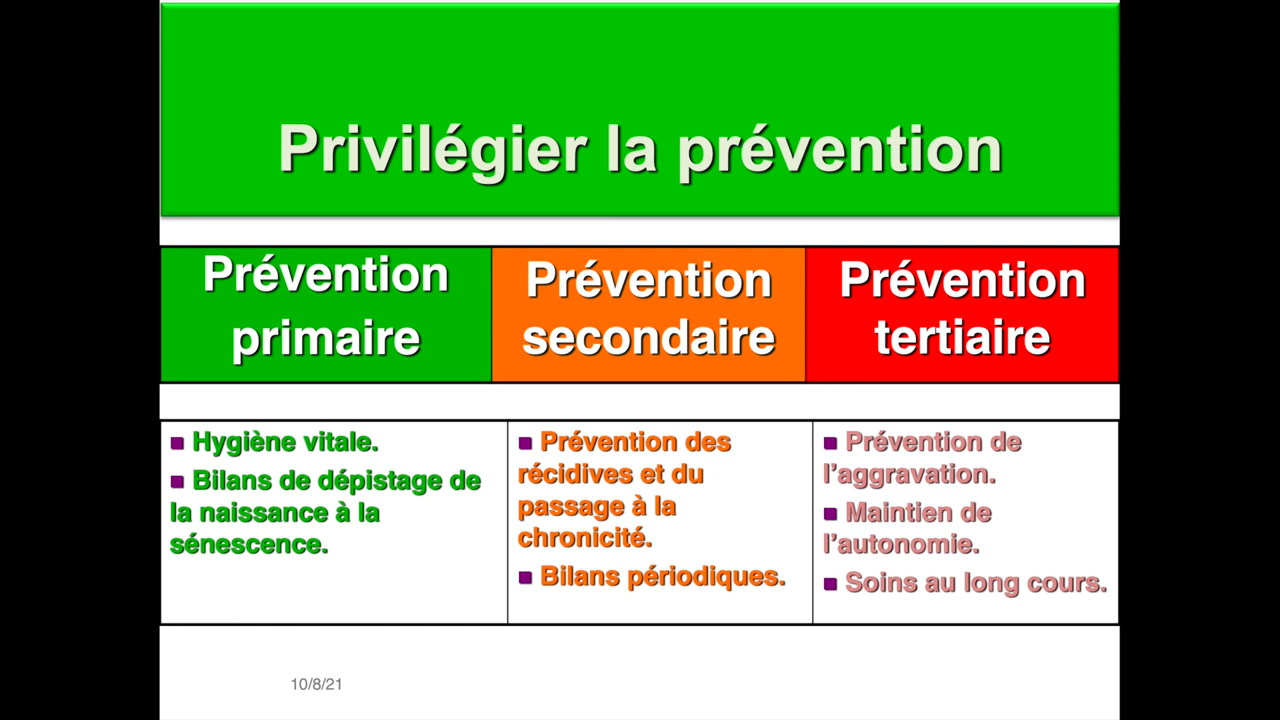 Privilégier la prévention
Prévention
primaire
Prévention
secondaire
Prévention
tertiaire
Hygiène vitale.
Bilans de dépistage de
la naissance à la
sénescence.
Prévention des
récidives et du
passage à la
chronicité.
Bilans périodiques.
Prévention de
l'aggravation.
Maintien de
l'autonomie.
Soins au long cours.
10/8/21